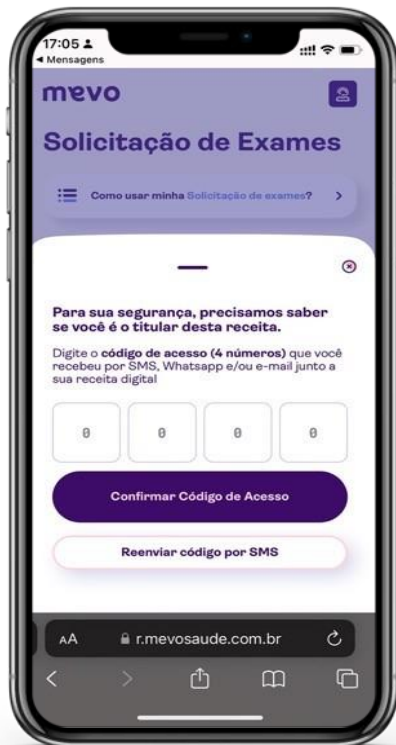 17:05
Mensagens
mevo
Solicitação de Exames
Como usar minha Solicitação de exames?
Para sua segurança, precisamos saber
se você é o titular desta receita.
Digite o código de acesso (4 números) que você
recebeu por SMS, Whatsapp e/ou e-mail junto a
sua receita digital
0 0 0 0
Confirmar Código de Acesso
Reenviar código por SMS
AA r.mevosaude.com.br